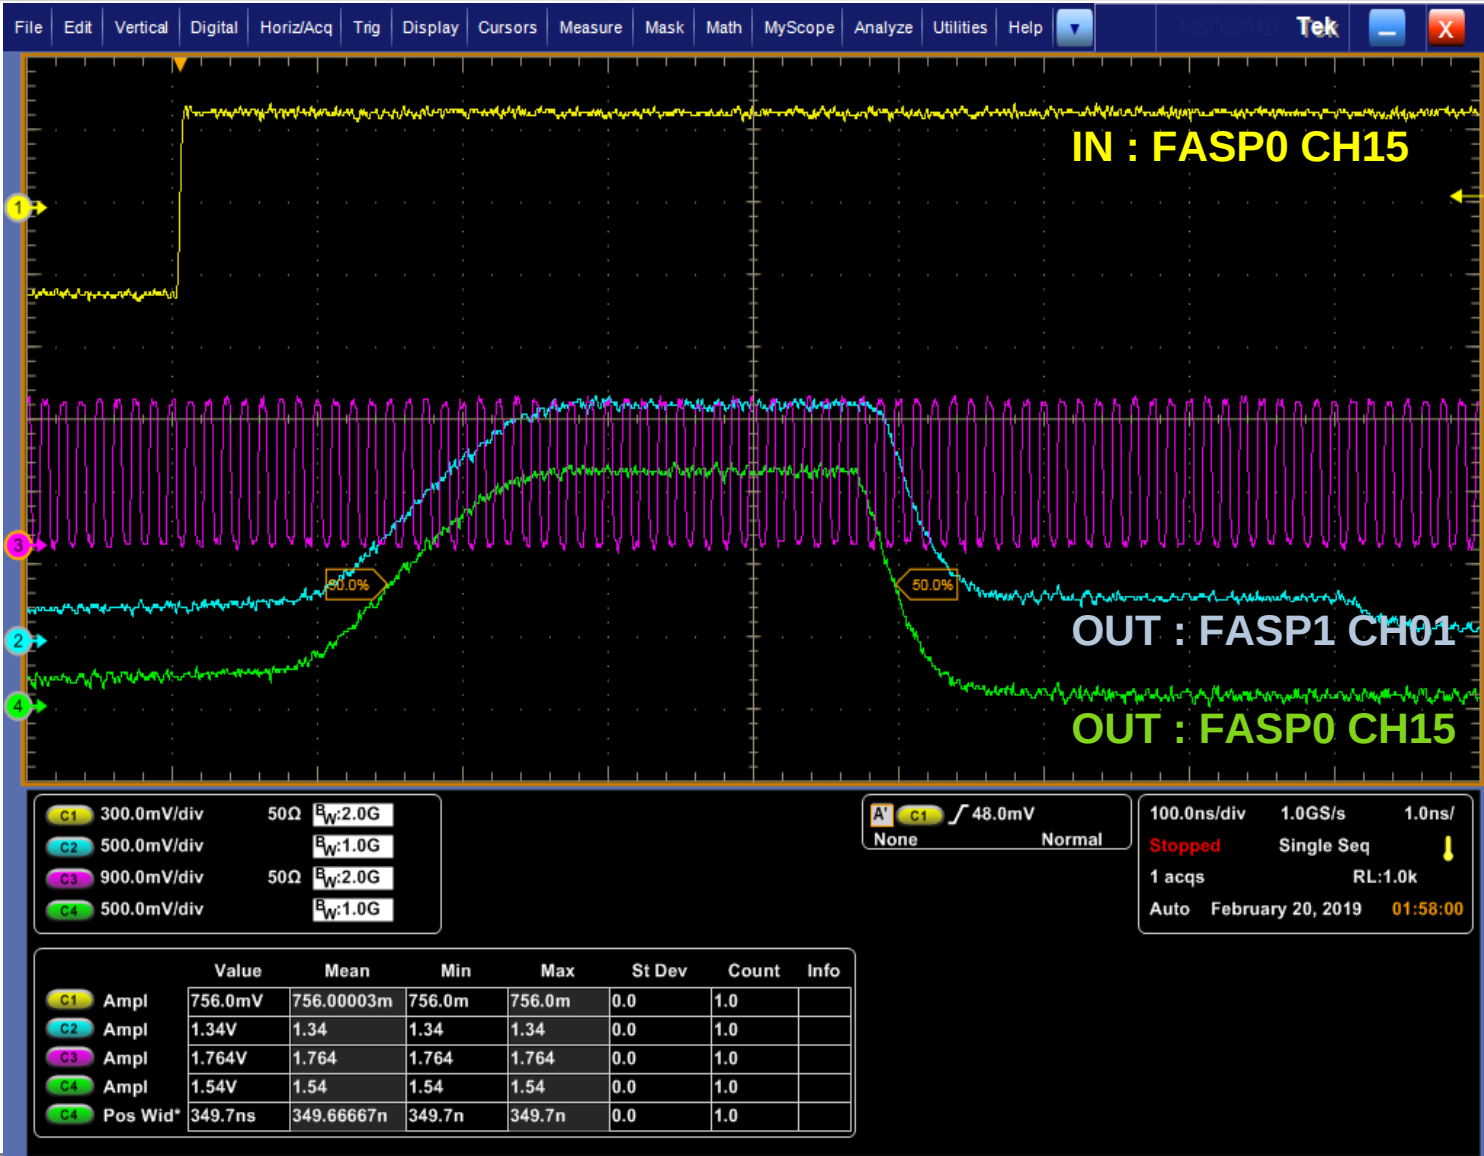 File Edit Vertical Digital Horiz/Acq Trig Display Cursors Measure Mask Math MyScope Analyze Utilities Help Tek X
IN : FASP0 CH15
1
3
50.0% 50.0%
2
OUT : FASP1 CH01
4
OUT : FASP0 CH15
C1 300.0mV/div 50Ω BW:2.0G
C2 500.0mV/div BW:1.0G
C3 900.0mV/div 50Ω BW:2.0G
C4 500.0mV/div BW:1.0G
A' C1 48.0mV
None Normal
100.0ns/div 1.0GS/s 1.0ns/
Stopped Single Seq
1 acqs RL:1.0k
Auto February 20, 2019 01:58:00
Value Mean Min Max St Dev Count Info
C1 Ampl 756.0mV 756.00003m 756.0m 756.0m 0.0 1.0
C2 Ampl 1.34V 1.34 1.34 1.34 0.0 1.0
C3 Ampl 1.764V 1.764 1.764 1.764 0.0 1.0
C4 Ampl 1.54V 1.54 1.54 1.54 0.0 1.0
C4 Pos Wid* 349.7ns 349.66667n 349.7n 349.7n 0.0 1.0